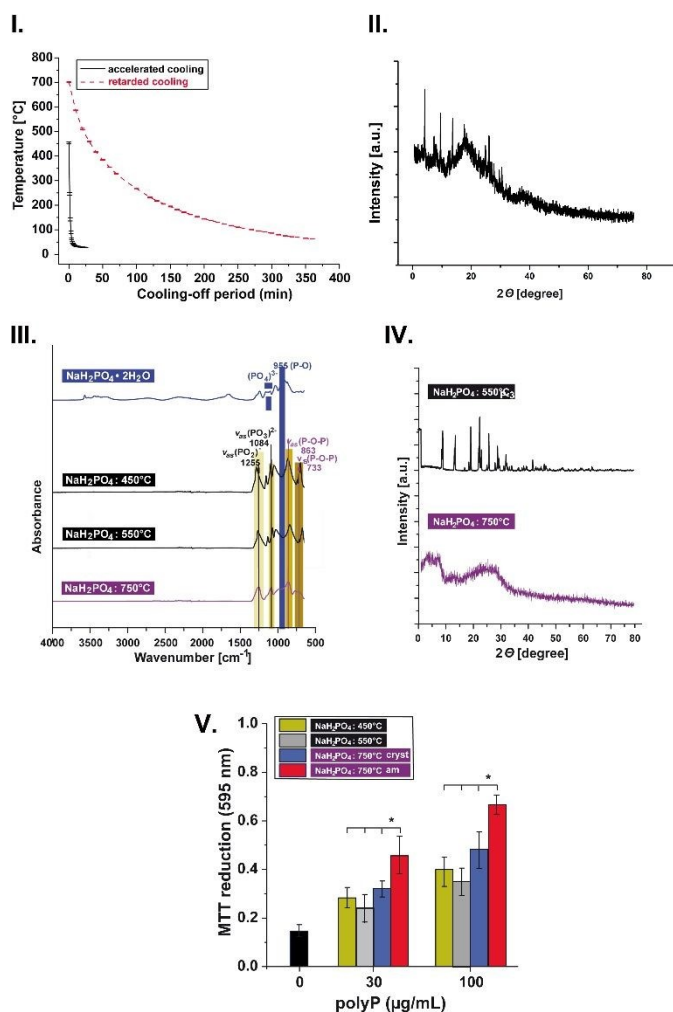 I.
accelerated cooling
retarded cooling
Temperature [°C]
800
700
600
500
400
300
200
100
0
0 50 100 150 200 250 300 350 400
Cooling-off period (min)
II.
Intensity [a.u.]
0 20 40 60 80
2Θ [degree]
III.
NaH₂PO₄ • 2H₂O
(PO₄)³⁻
955 (P-O)
νas(PO₃)²⁻
1084
νas(PO₂)⁻
1255
νas(P-O-P)
863
νs(P-O-P)
733
NaH₂PO₄: 450°C
NaH₂PO₄: 550°C
NaH₂PO₄: 750°C
Absorbance
4000 3500 3000 2500 2000 1500 1000 500
Wavenumber [cm⁻¹]
IV.
NaH₂PO₄: 550°C
NaH₂PO₄: 750°C
Intensity [a.u.]
0 10 20 30 40 50 60 70 80
2Θ [degree]
V.
NaH₂PO₄: 450°C
NaH₂PO₄: 550°C
NaH₂PO₄: 750°C cryst
NaH₂PO₄: 750°C am
MTT reduction (595 nm)
1.0
0.8
0.6
0.4
0.2
0.0
*
*
0 30 100
polyP (µg/mL)